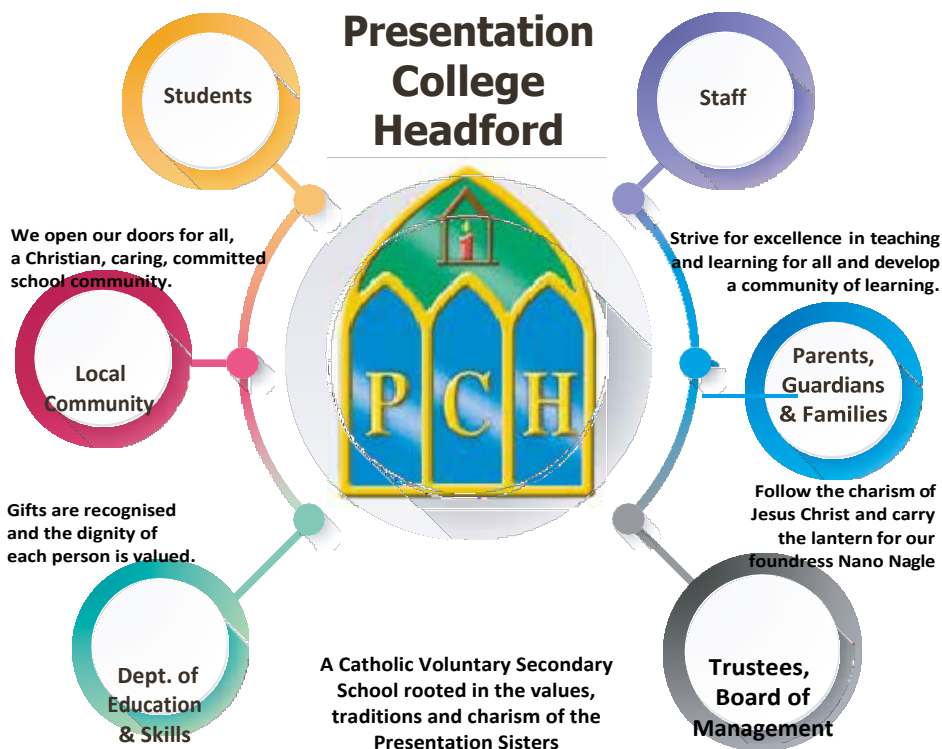 Presentation
College
Headford
Students
Staff
We open our doors for all,
a Christian, caring, committed
school community.
Strive for excellence in teaching
and learning for all and develop
a community of learning.
Local
Community
P C H
Parents,
Guardians
& Families
Gifts are recognised
and the dignity of
each person is valued.
Follow the charism of
Jesus Christ and carry
the lantern for our
foundress Nano Nagle
Dept. of
Education
& Skills
A Catholic Voluntary Secondary
School rooted in the values,
traditions and charism of the
Presentation Sisters
Trustees,
Board of
Management